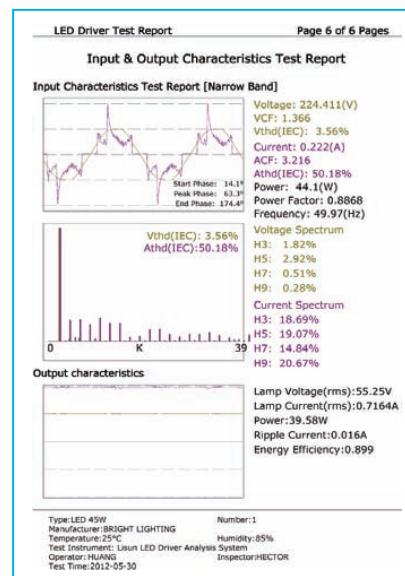 LED Driver Test Report Page 6 of 6 Pages
Input & Output Characteristics Test Report
Input Characteristics Test Report [Narrow Band]
Voltage: 224.411(V)
VCF: 1.366
Vthd(IEC): 3.56%
Current: 0.222(A)
ACF: 3.216
Athd(IEC): 50.18%
Power: 44.1(W)
Power Factor: 0.8868
Frequency: 49.97(Hz)
Start Phase: 14.1°
Peak Phase: 63.3°
End Phase: 174.4°
Vthd(IEC): 3.56%
Athd(IEC):50.18%
0 K 39
Voltage Spectrum
H3: 1.82%
H5: 2.92%
H7: 0.51%
H9: 0.28%
Current Spectrum
H3: 18.69%
H5: 19.07%
H7: 14.84%
H9: 20.67%
Output characteristics
Lamp Voltage(rms):55.25V
Lamp Current(rms):0.7164A
Power:39.58W
Ripple Current:0.016A
Energy Efficiency:0.899
Type:LED 45W Number:1
Manufacturer:BRIGHT LIGHTING
Temperature:25°C Humidity:85%
Test Instrument: Lisun LED Driver Analysis System
Operator: HUANG Inspector:HECTOR
Test Time:2012-05-30